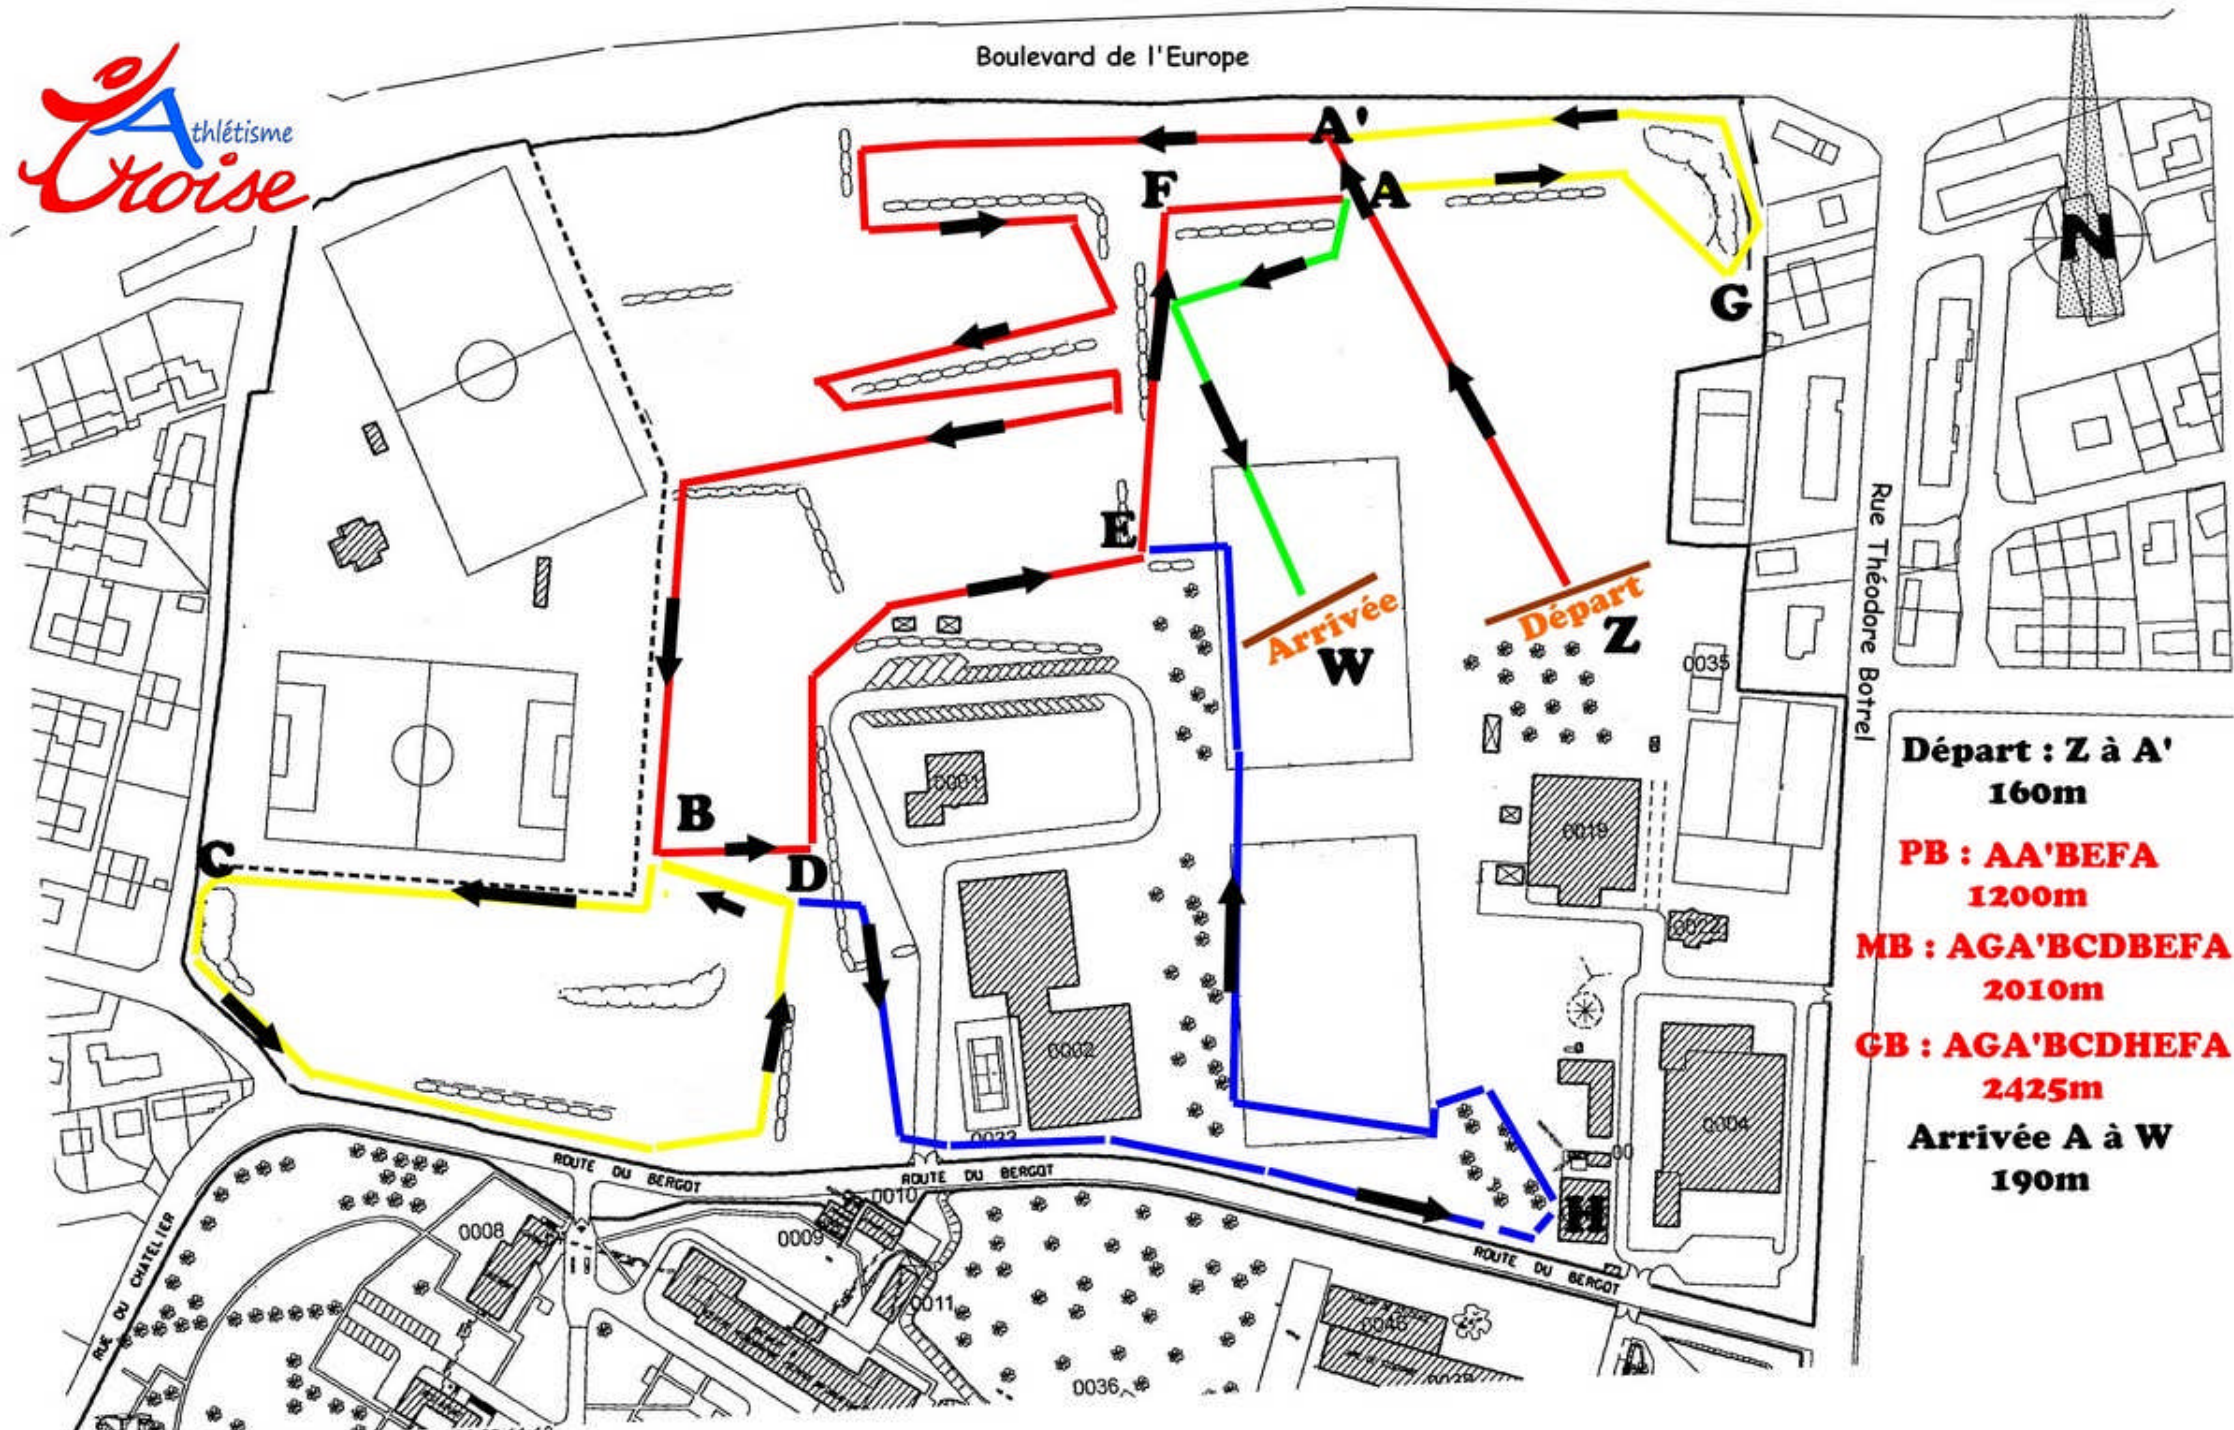 Boulevard de l'Europe
Athlétisme
Iroise
A'
F
A
N
G
E
Rue Théodore Botrel
Arrivée
W
Départ
Z
0035
Départ : Z à A'
160m
B
0001
0019
PB : AA'BEFA
1200m
C
D
0022
MB : AGA'BCDBEFA
2010m
0002
GB : AGA'BCDHEFA
2425m
0004
0033
Arrivée A à W
190m
ROUTE DU BERGOT
ROUTE DU BERGOT
H
ROUTE DU BERGOT
RUE DU CHATELIER
0010
0008
0009
0011
0046
0036